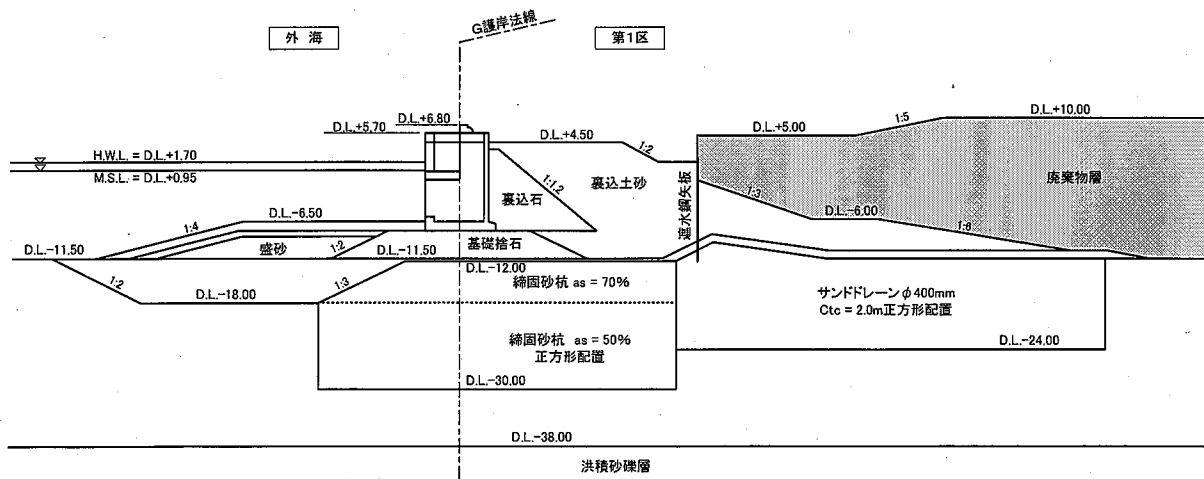 G護岸法線
外 海
第1区
D.L.+10.00
D.L.+6.80
D.L.+5.70
1:5
D.L.+5.00
D.L.+4.50
1:2
H.W.L. = D.L.+1.70
M.S.L. = D.L.+0.95
裏込土砂
廃棄物層
1:1.2
裏込石
1:3
遮水鋼矢板
D.L.-6.50
D.L.-6.00
1:4
1:6
D.L.-11.50
盛砂
1:2
D.L.-11.50
基礎捨石
D.L.-12.00
1:2
1:3
締固砂杭 as = 70%
D.L.-18.00
サンドドレーン φ 400mm
Ctc = 2.0m正方形配置
締固砂杭 as = 50%
正方形配置
D.L.-24.00
D.L.-30.00
D.L.-38.00
洪積砂礫層